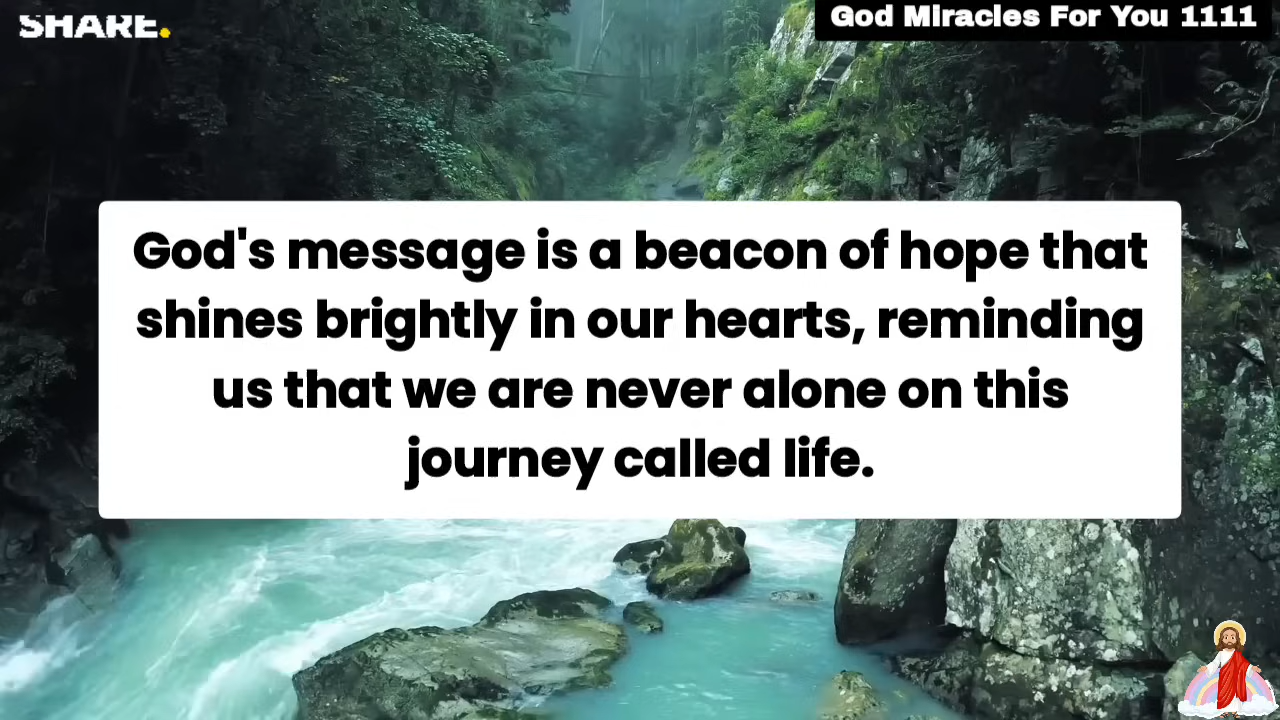 SHARE.
God Miracles For You 1111
God's message is a beacon of hope that
shines brightly in our hearts, reminding
us that we are never alone on this
journey called life.